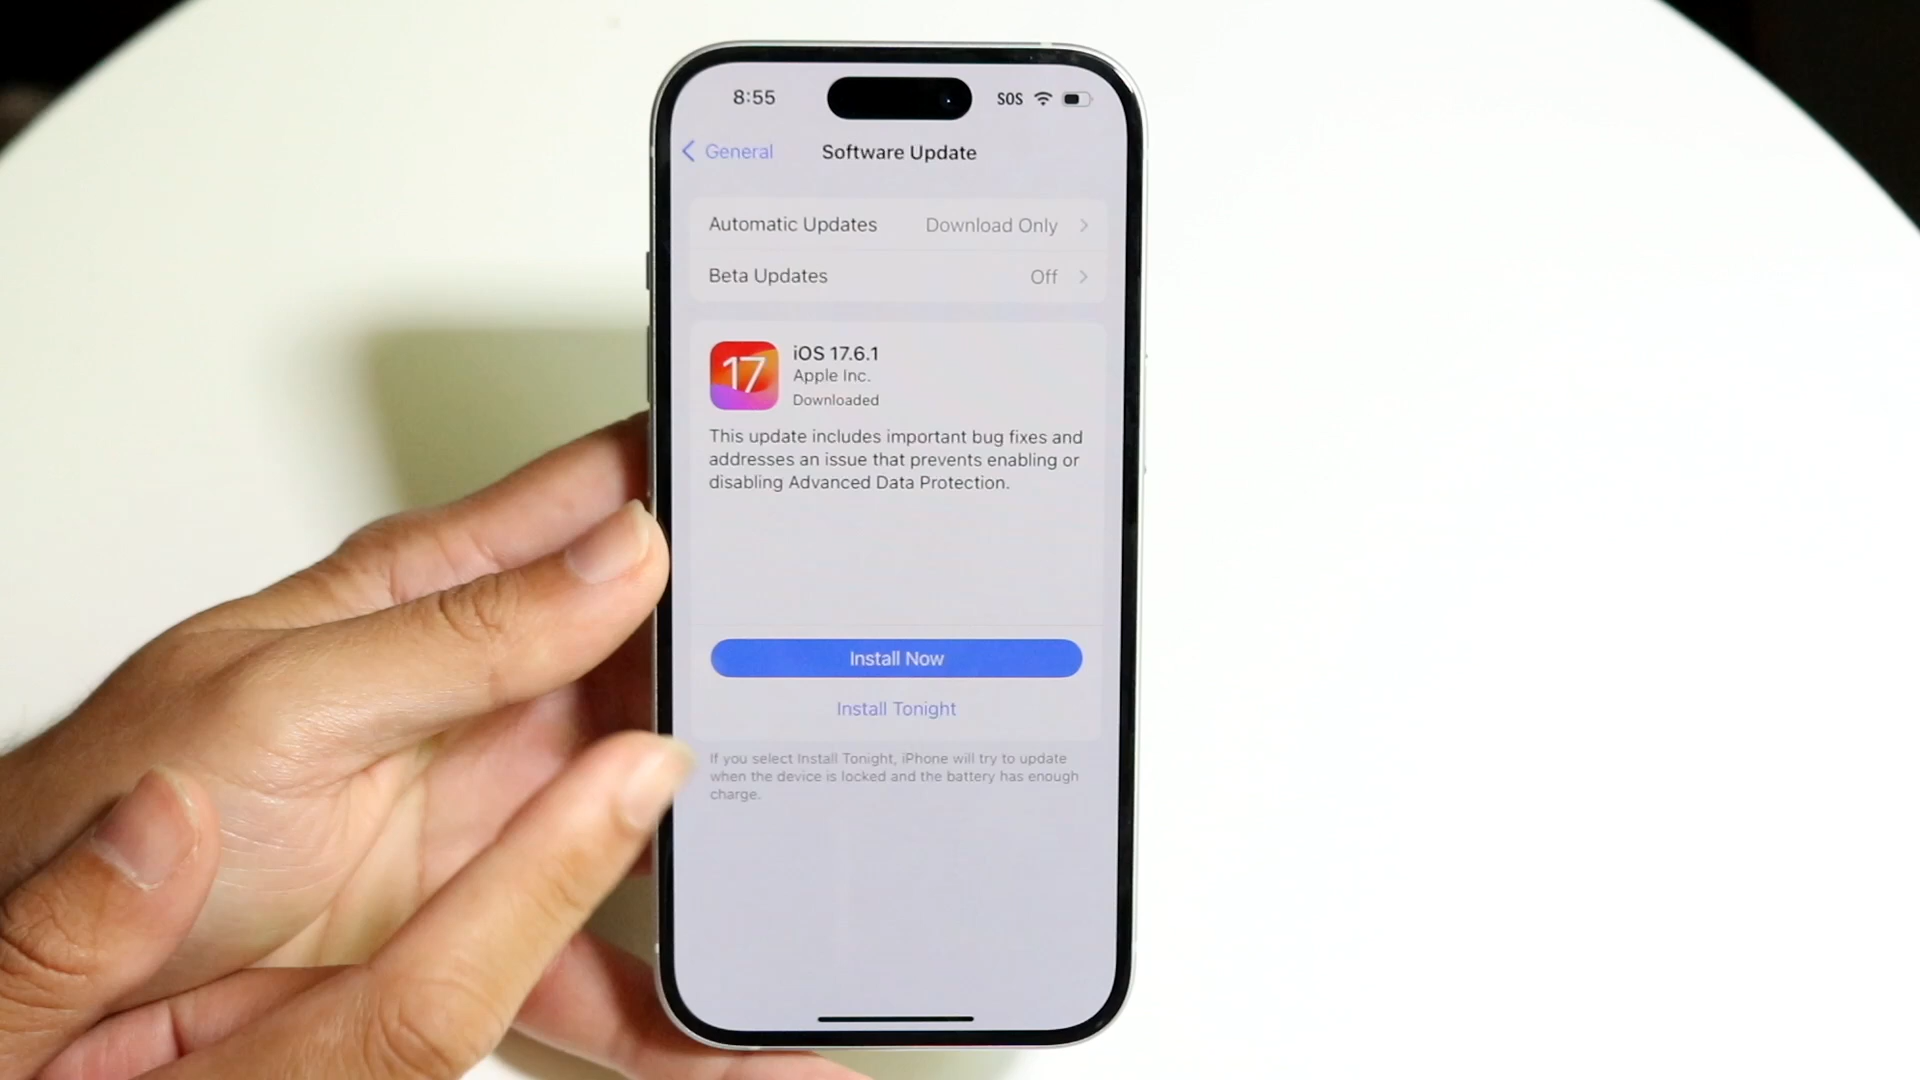 8:55 SOS
General Software Update
Automatic Updates Download Only
Beta Updates Off
17
iOS 17.6.1
Apple Inc.
Downloaded
This update includes important bug fixes and
addresses an issue that prevents enabling or
disabling Advanced Data Protection.
Install Now
Install Tonight
If you select Install Tonight, iPhone will try to update
when the device is locked and the battery has enough
charge.